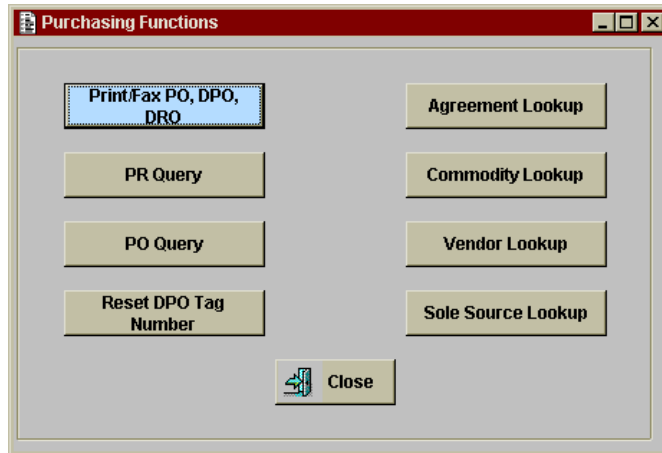 Purchasing Functions
Print/Fax PO, DPO,
DRO
Agreement Lookup
PR Query
Commodity Lookup
PO Query
Vendor Lookup
Reset DPO Tag
Number
Sole Source Lookup
Close